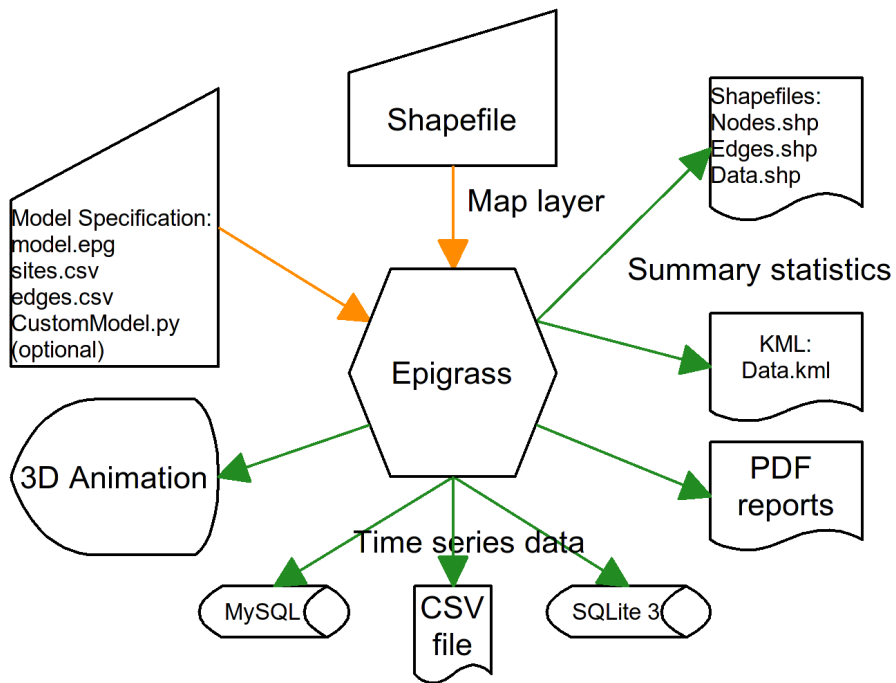 Shapefile
Shapefiles:
Nodes.shp
Edges.shp
Data.shp
Map layer
Model Specification:
model.epg
sites.csv
edges.csv
CustomModel.py
(optional)
Summary statistics
Epigrass
KML:
Data.kml
3D Animation
PDF
reports
Time series data
MySQL
CSV
file
SQLite 3